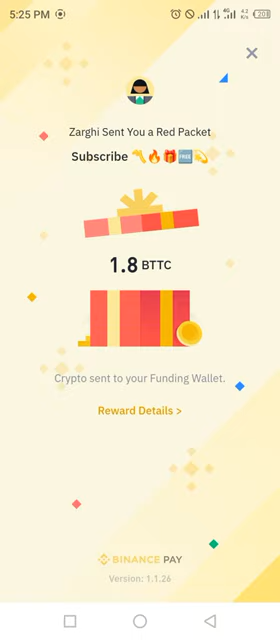 5:25 PM
Zarghi Sent You a Red Packet
Subscribe 〽️🔥🎁🆓💫
1.8 BTTC
Crypto sent to your Funding Wallet.
Reward Details >
BINANCE PAY
Version: 1.1.26